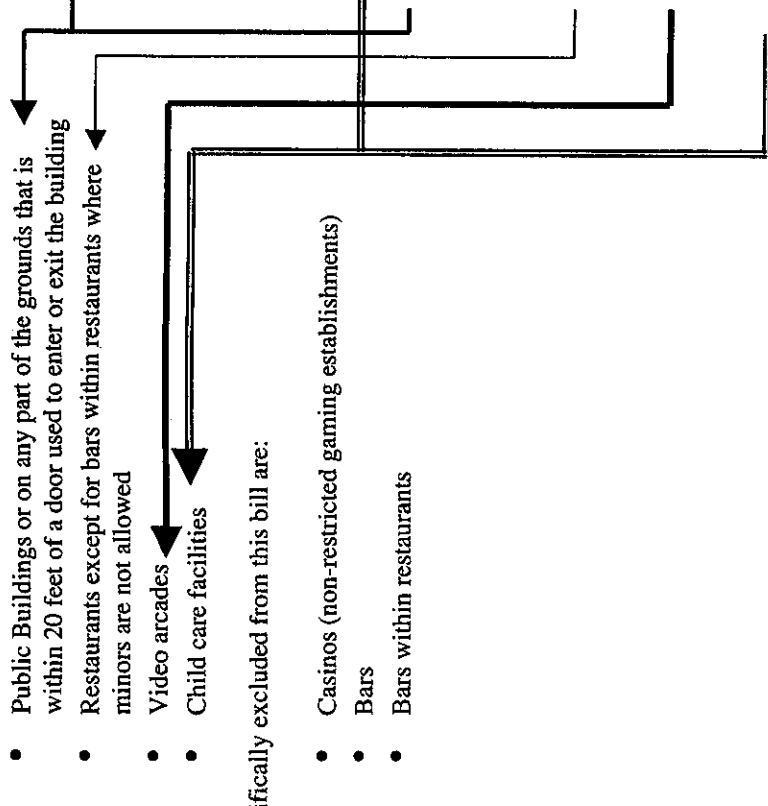 • Public Buildings or on any part of the grounds that is
within 20 feet of a door used to enter or exit the building
• Restaurants except for bars within restaurants where
minors are not allowed
• Video arcades
• Child care facilities
ifically excluded from this bill are:
• Casinos (non-restricted gaming establishments)
• Bars
• Bars within restaurants